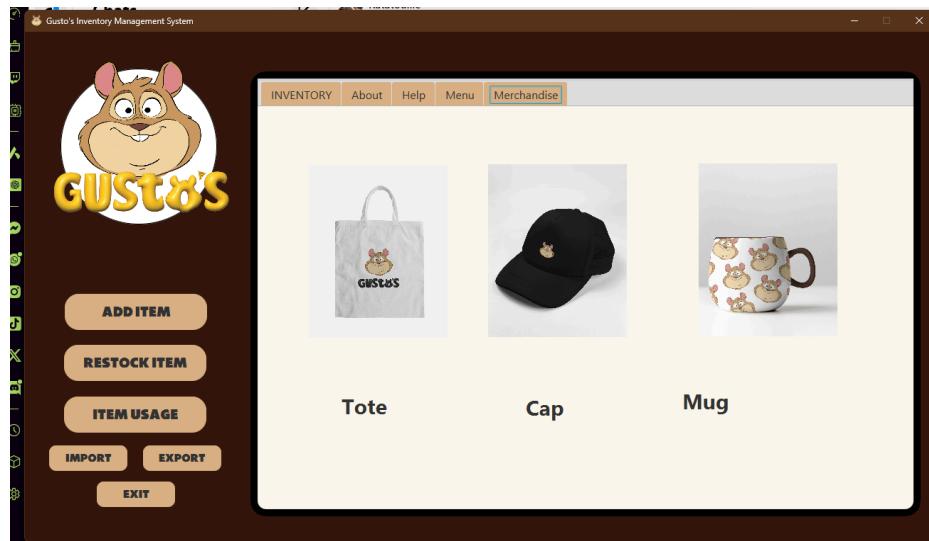 Gusto's Inventory Management System
GUSTO'S
ADD ITEM
RESTOCK ITEM
ITEM USAGE
IMPORT EXPORT
EXIT
INVENTORY About Help Menu Merchandise
GUSTO'S
Tote Cap Mug